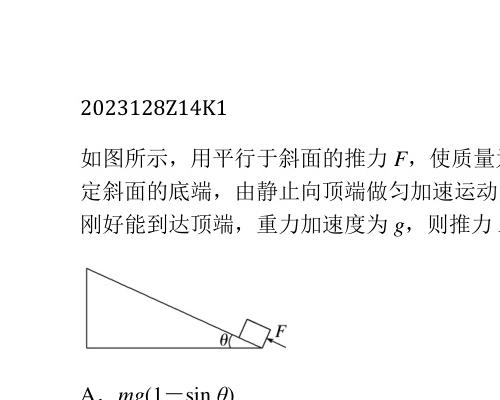 2023128Z14K1
如图所示，用平行于斜面的推力 F，使质量
定斜面的底端，由静止向顶端做匀加速运动
刚好能到达顶端，重力加速度为 g，则推力
θ
F
A．mg(1－sin θ)